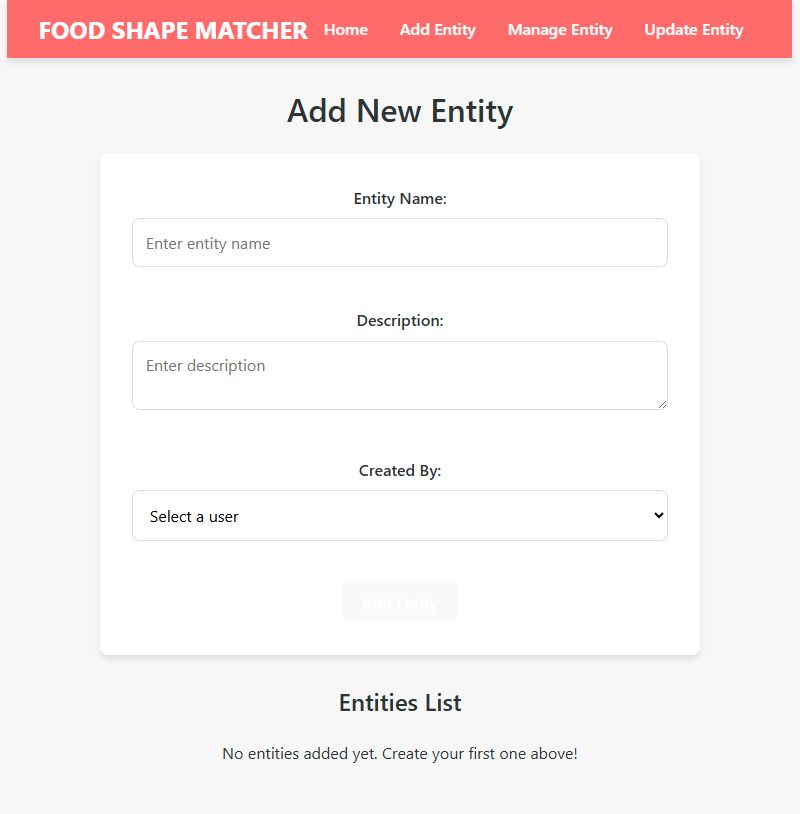 FOOD SHAPE MATCHER Home Add Entity Manage Entity Update Entity
Add New Entity
Entity Name:
Enter entity name
Description:
Enter description
Created By:
Select a user
Add Entity
Entities List
No entities added yet. Create your first one above!